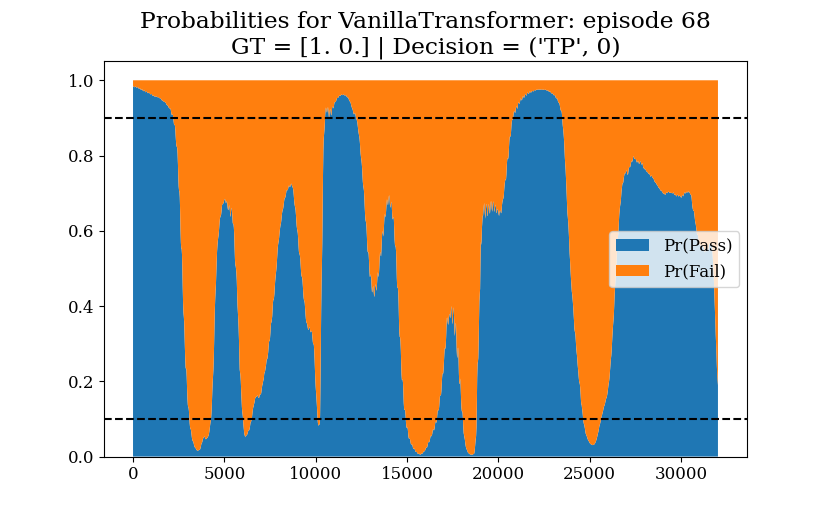 Probabilities for VanillaTransformer: episode 68
GT = [1. 0.] | Decision = ('TP', 0)
1.0
0.8
0.6
0.4
0.2
0.0
Pr(Pass)
Pr(Fail)
0 5000 10000 15000 20000 25000 30000